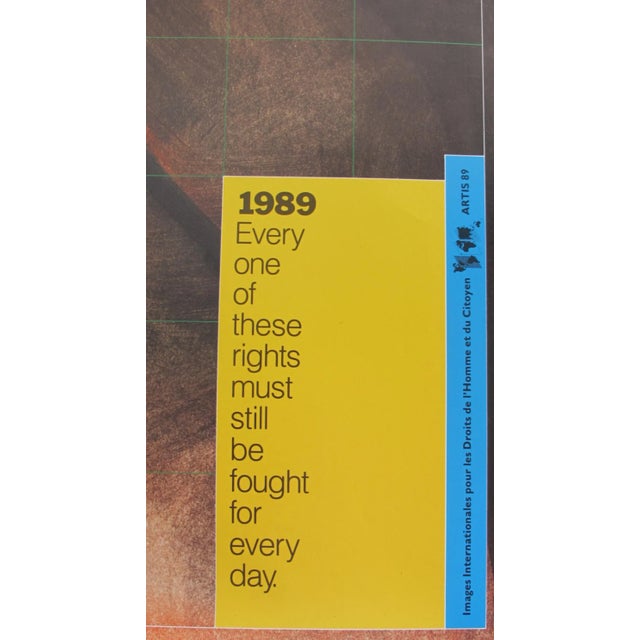 1989
Every
one
of
these
rights
must
still
be
fought
for
every
day.
Images Internationales pour les Droits de l'Homme et du Citoyen ARTIS 89